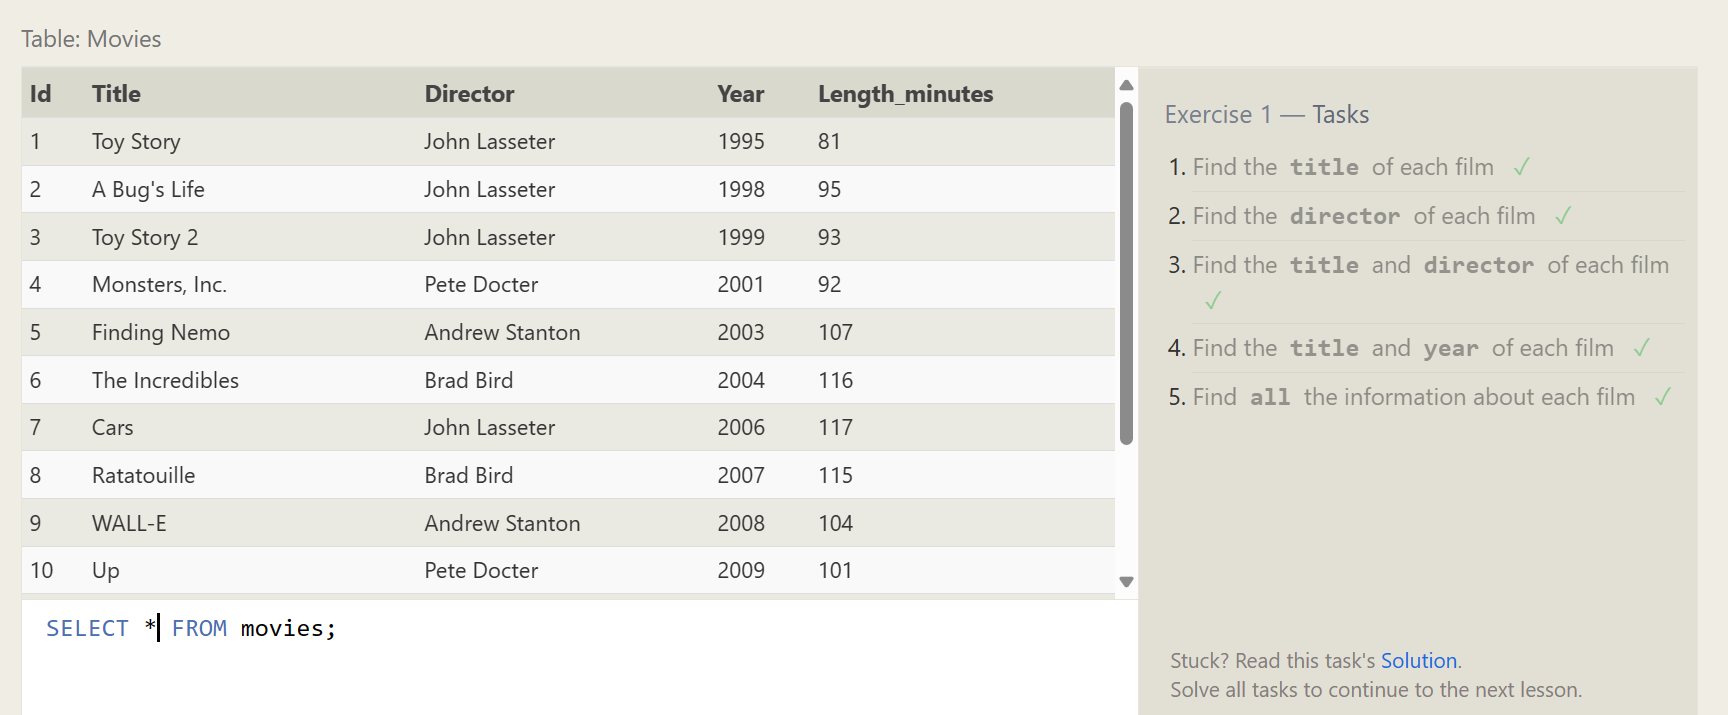 Table: Movies
Id Title Director Year Length_minutes
1 Toy Story John Lasseter 1995 81
2 A Bug's Life John Lasseter 1998 95
3 Toy Story 2 John Lasseter 1999 93
4 Monsters, Inc. Pete Docter 2001 92
5 Finding Nemo Andrew Stanton 2003 107
6 The Incredibles Brad Bird 2004 116
7 Cars John Lasseter 2006 117
8 Ratatouille Brad Bird 2007 115
9 WALL-E Andrew Stanton 2008 104
10 Up Pete Docter 2009 101
SELECT * FROM movies;
Exercise 1 — Tasks
1. Find the title of each film ✓
2. Find the director of each film ✓
3. Find the title and director of each film
✓
4. Find the title and year of each film ✓
5. Find all the information about each film ✓
Stuck? Read this task's Solution.
Solve all tasks to continue to the next lesson.